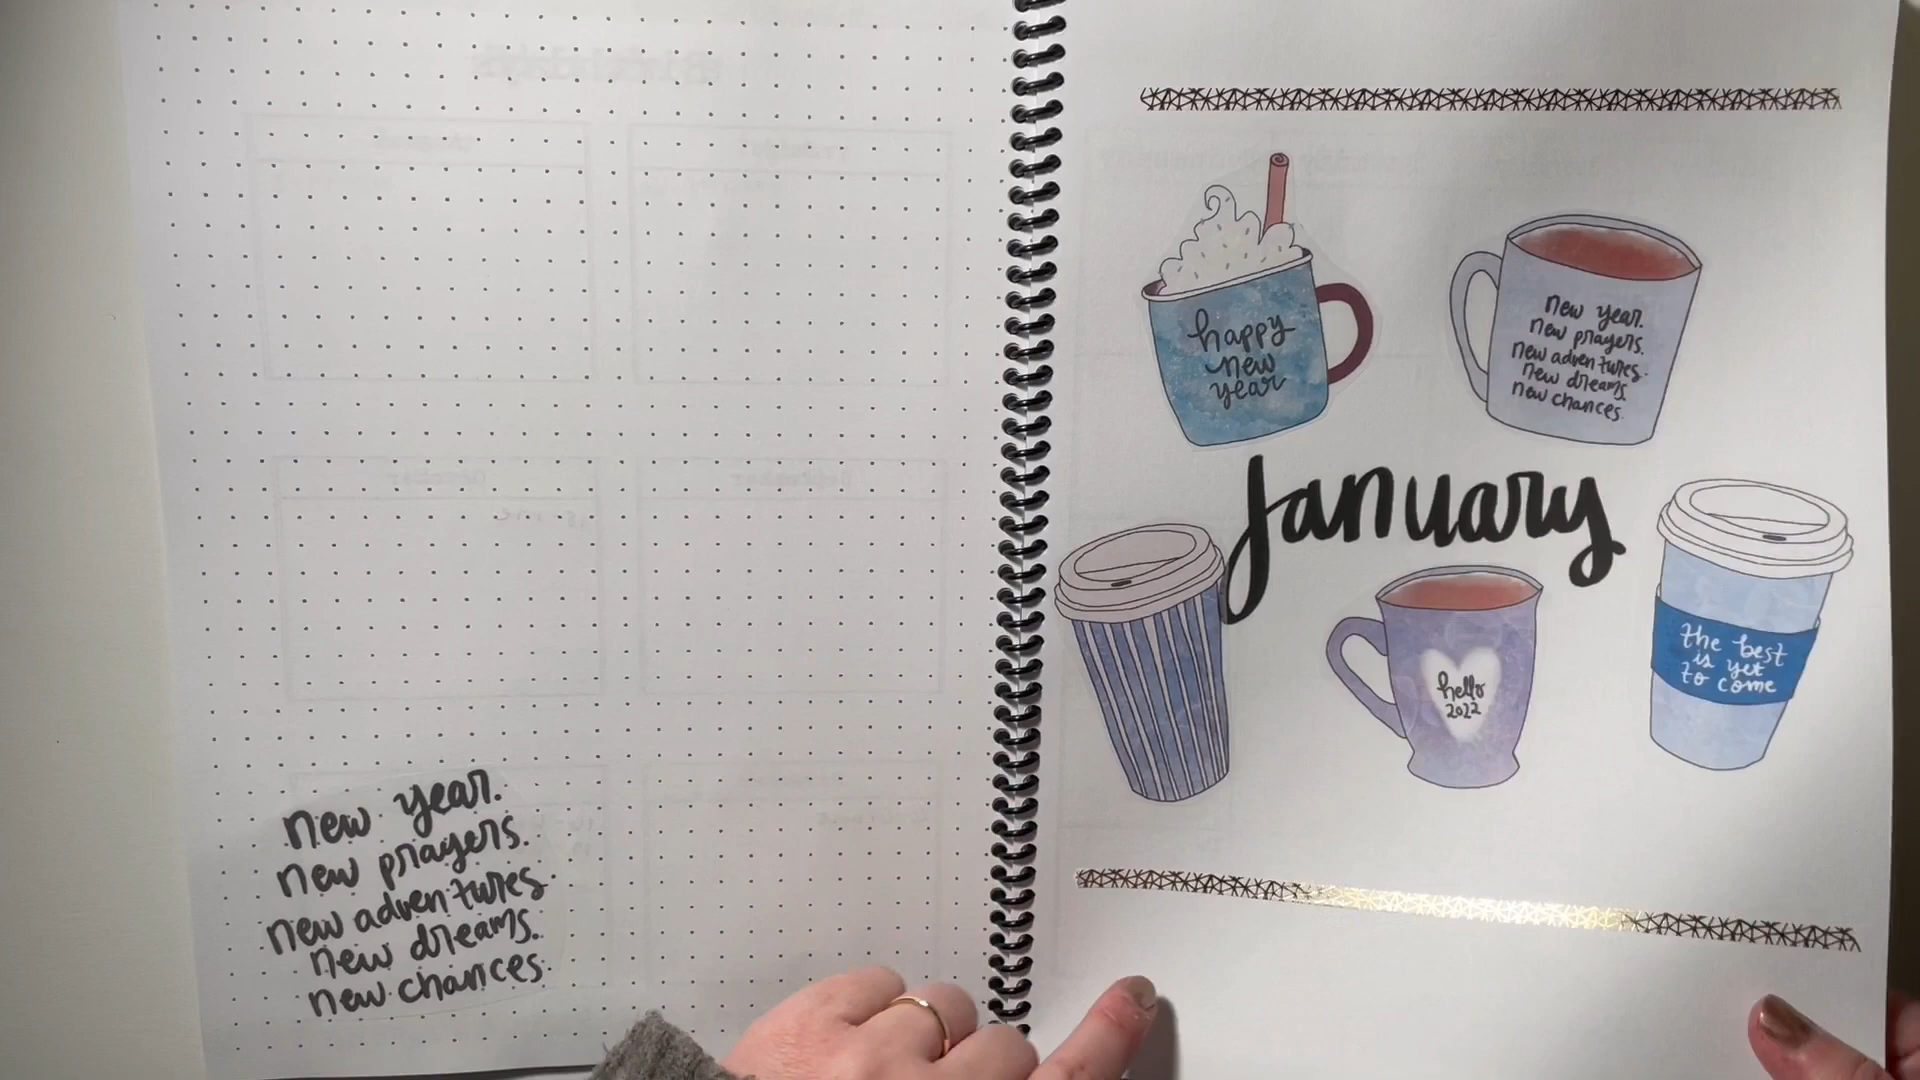 new year.
new prayers.
new adventures.
new dreams.
new chances.
happy
new
year
new year.
new prayers.
new adventures.
new dreams.
new chances.
January
hello
2022
the best
is yet
to come